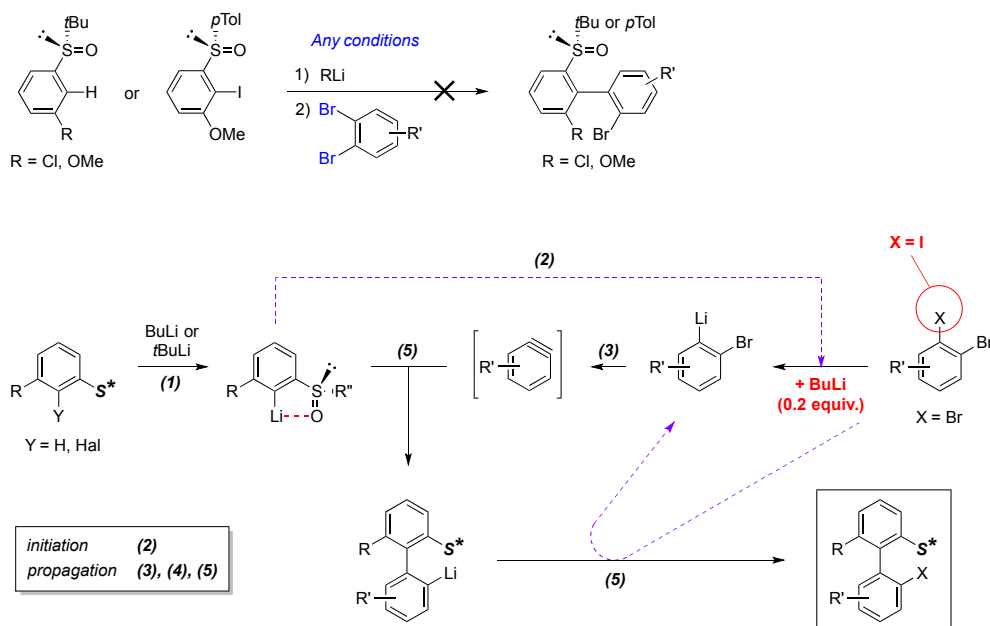 tBu
S
O
H
R
R = Cl, OMe
or
pTol
S
O
I
OMe
Any conditions
1) RLi
2) Br
Br
R'
tBu or pTol
S
O
R'
R
Br
R = Cl, OMe
X = I
(2)
R
S*
Y
Y = H, Hal
BuLi or
tBuLi
(1)
R
Li
S
R"
O
(5)
R'
(3)
Li
Br
R'
+ BuLi
(0.2 equiv.)
X
Br
R'
X = Br
initiation (2)
propagation (3), (4), (5)
R
S*
Li
R'
(5)
R
S*
X
R'